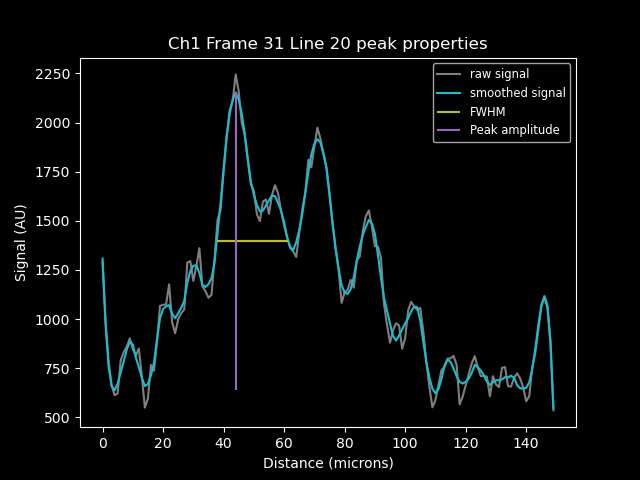 Ch1 Frame 31 Line 20 peak properties
raw signal
smoothed signal
FWHM
Peak amplitude
Signal (AU)
2250
2000
1750
1500
1250
1000
750
500
0 20 40 60 80 100 120 140
Distance (microns)